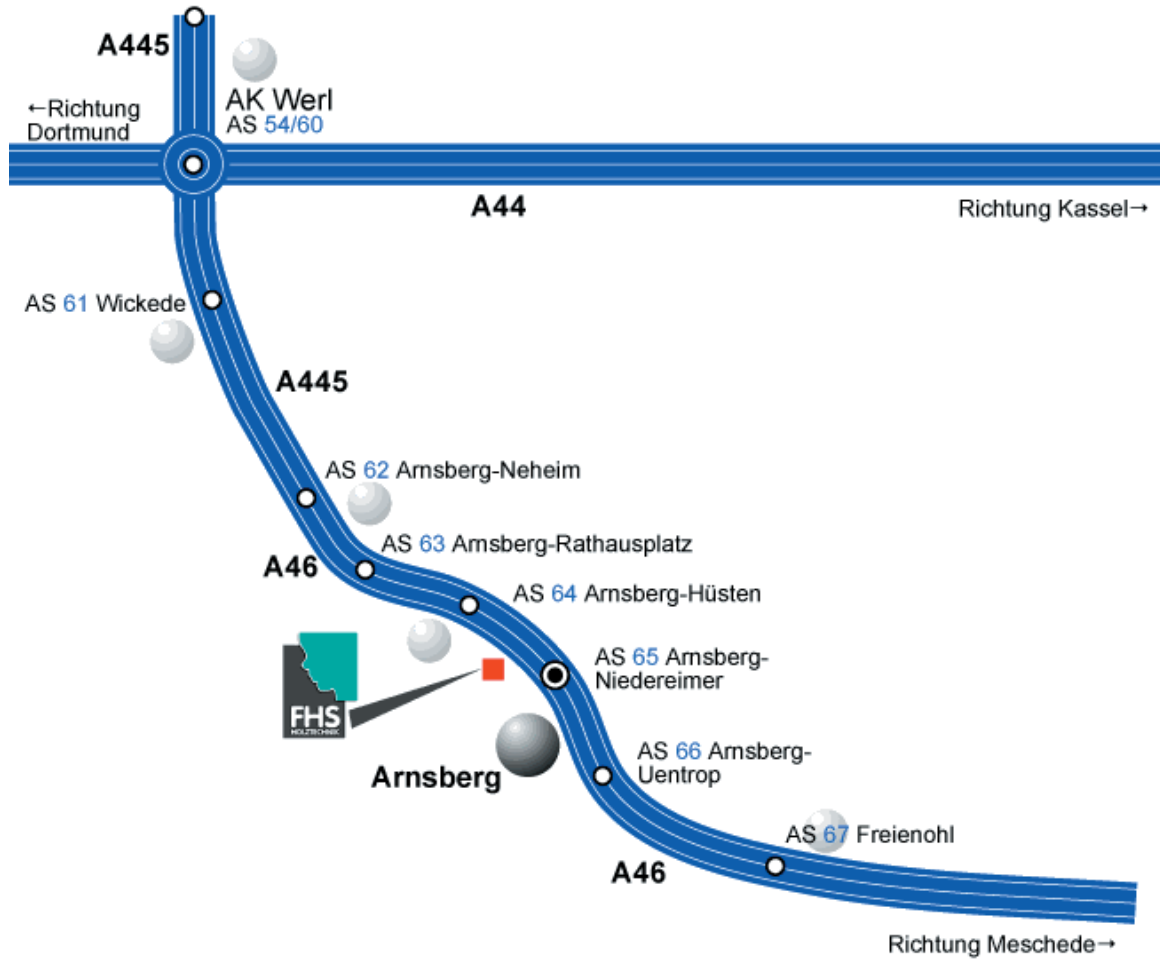 A445
←Richtung
Dortmund
AK Werl
AS 54/60
A44
Richtung Kassel→
AS 61 Wickede
A445
AS 62 Arnsberg-Neheim
A46
AS 63 Arnsberg-Rathausplatz
AS 64 Arnsberg-Hüsten
AS 65 Arnsberg-
Niedereimer
FHS
HOLZTECHNIK
AS 66 Arnsberg-
Uentrop
Arnsberg
AS 67 Freienohl
A46
Richtung Meschede→